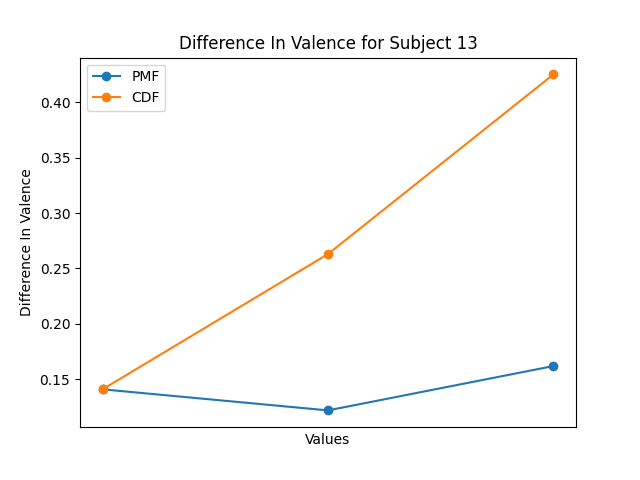 Difference In Valence for Subject 13
PMF
CDF
0.40
0.35
0.30
0.25
0.20
0.15
Difference In Valence
Values